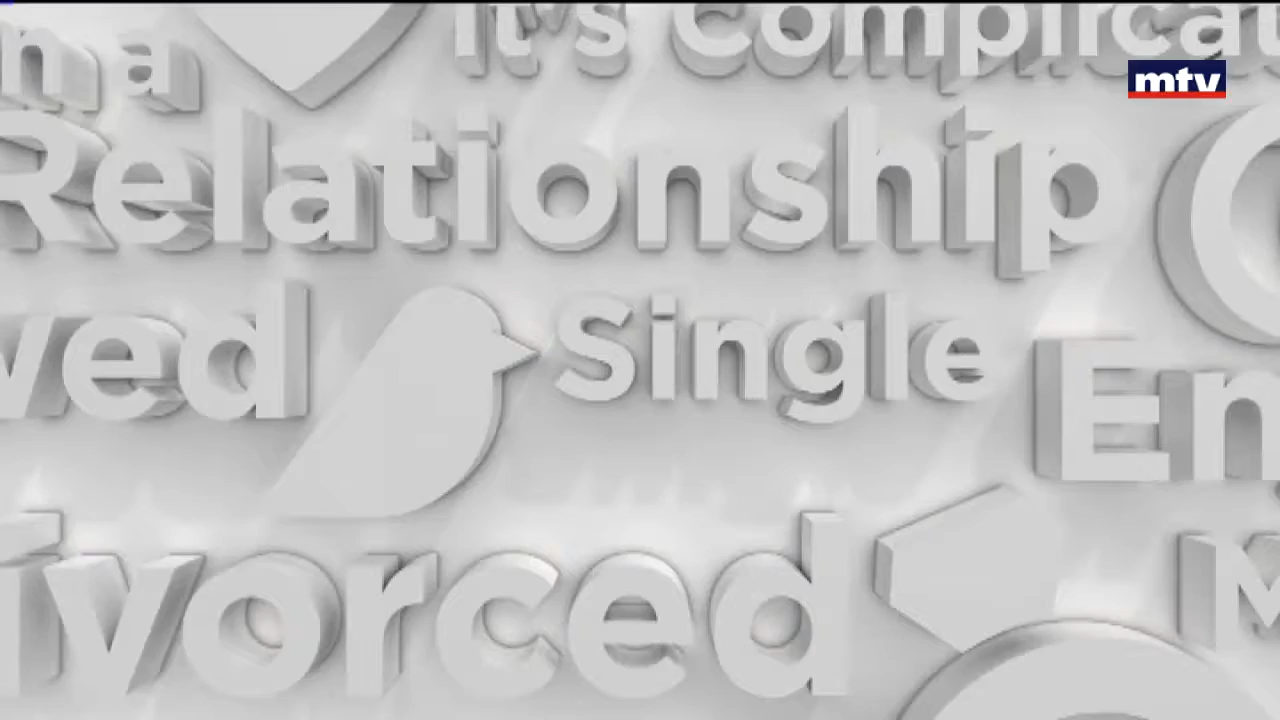 It's Complicat
mtv
n a
Relationship
wed
Single
En
ivorced
M